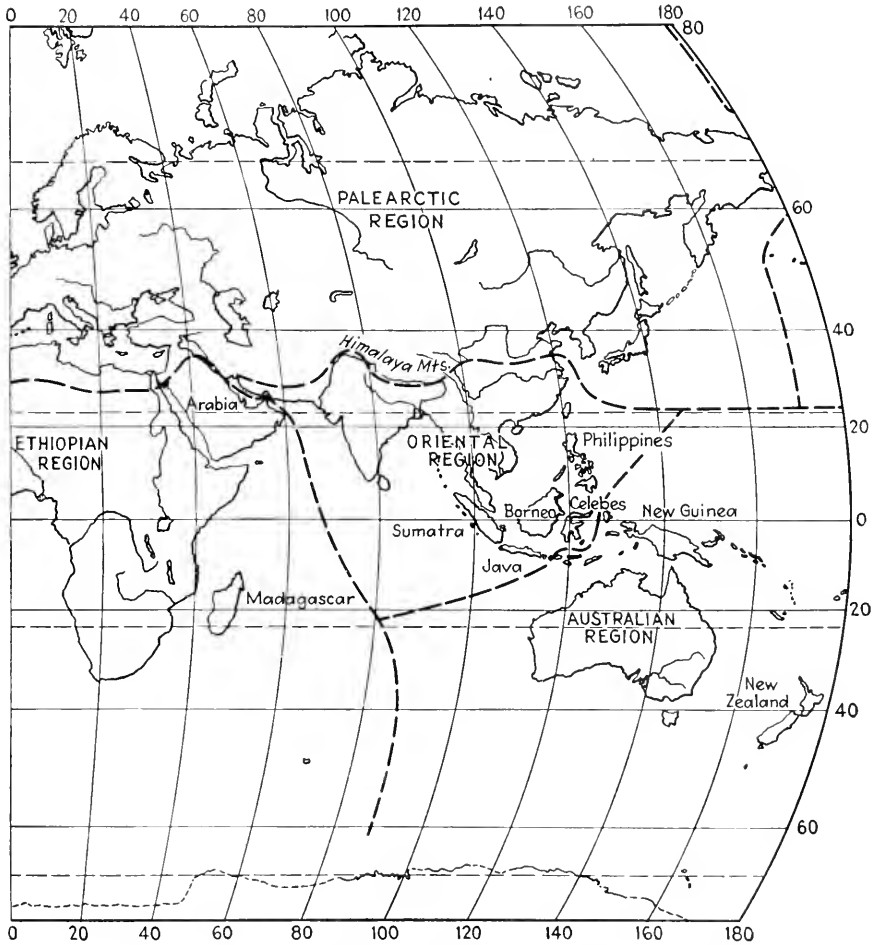 0 20 40 60 80 100 120 140 160 180
80
PALEARCTIC
REGION
60
40
Himalaya Mts.
Arabia
20
ETHIOPIAN
REGION
ORIENTAL
REGION
Philippines
Borneo
Celebes
New Guinea
0
Sumatra
Java
Madagascar
20
AUSTRALIAN
REGION
New
Zealand
40
60
0 20 40 60 80 100 120 140 160 180